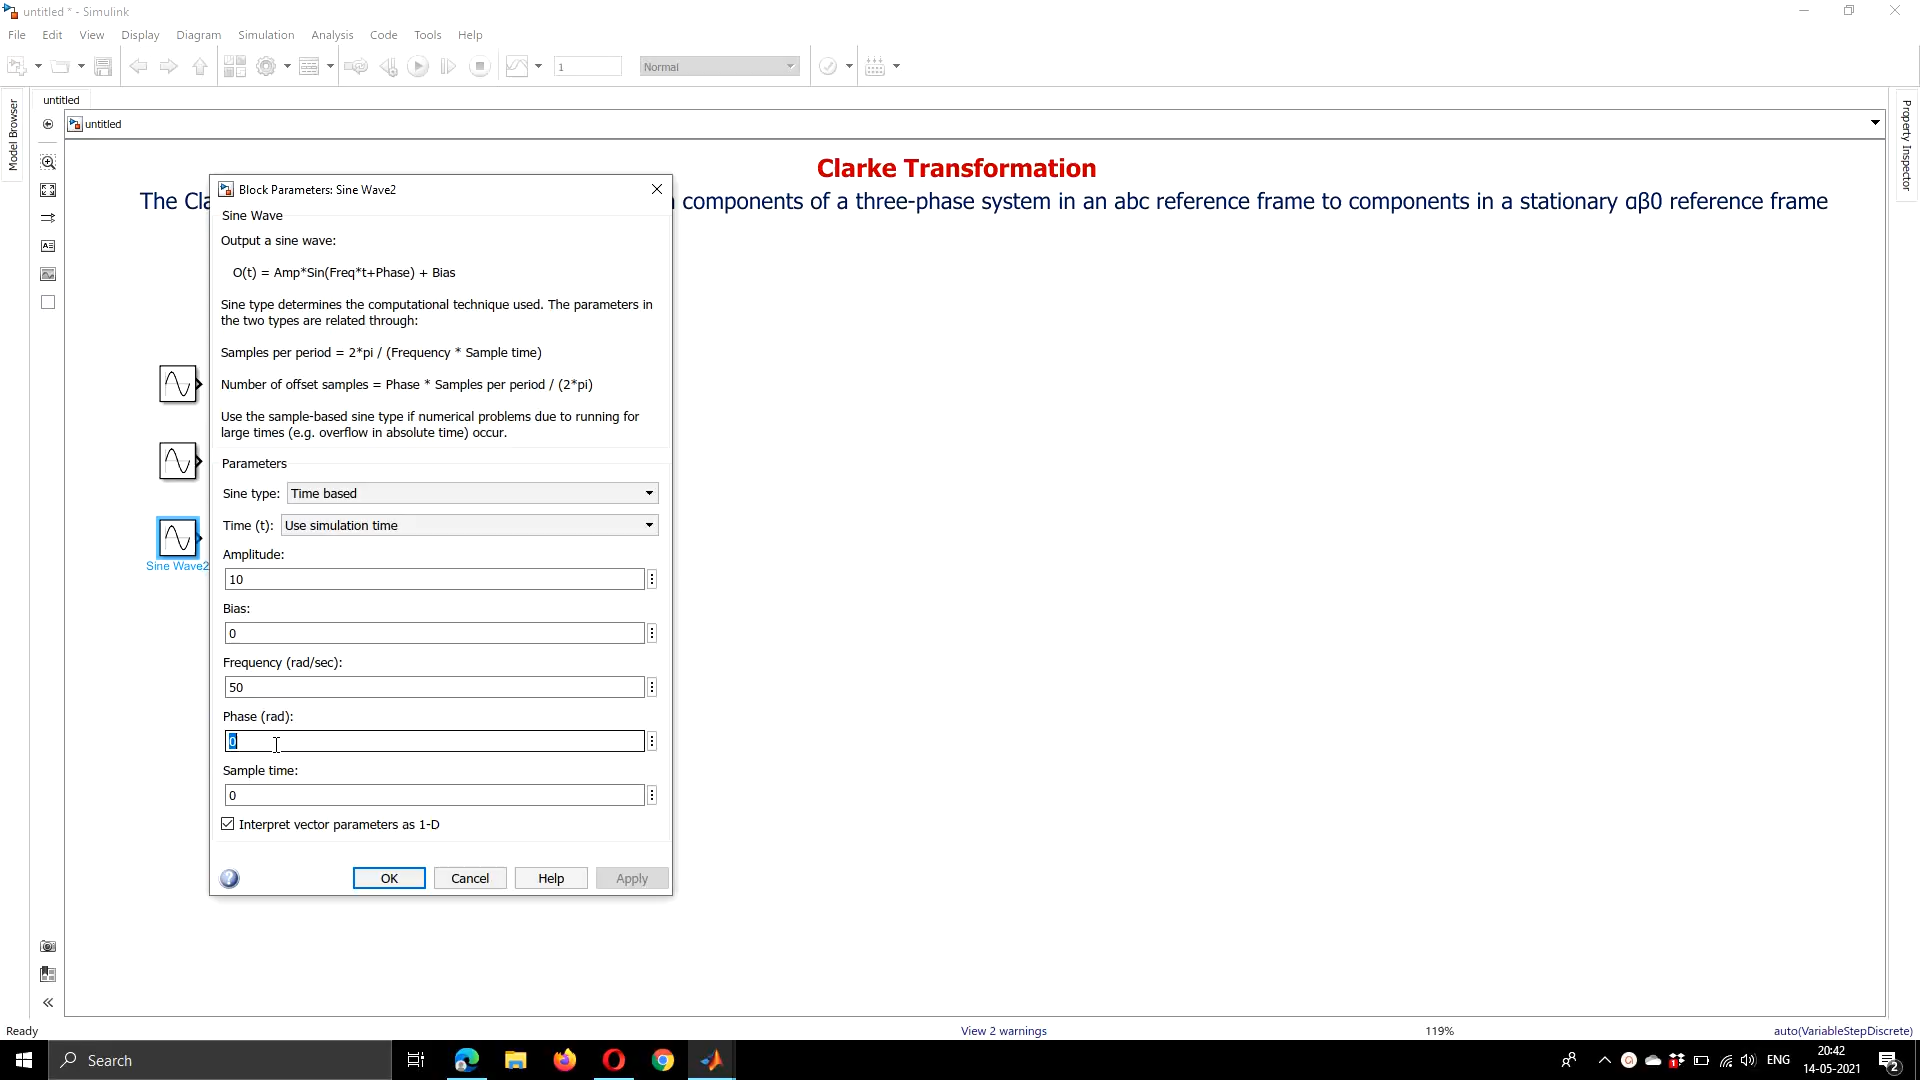 untitled * - Simulink
File Edit View Display Diagram Simulation Analysis Code Tools Help
1 Normal
Model Browser
untitled
untitled
Property Inspector
Clarke Transformation
The Cla components of a three-phase system in an abc reference frame to components in a stationary αβ0 reference frame
Block Parameters: Sine Wave2
Sine Wave
Output a sine wave:
O(t) = Amp*Sin(Freq*t+Phase) + Bias
Sine type determines the computational technique used. The parameters in
the two types are related through:
Samples per period = 2*pi / (Frequency * Sample time)
Number of offset samples = Phase * Samples per period / (2*pi)
Use the sample-based sine type if numerical problems due to running for
large times (e.g. overflow in absolute time) occur.
Parameters
Sine type: Time based
Time (t): Use simulation time
Amplitude:
10
Bias:
0
Frequency (rad/sec):
50
Phase (rad):
0
Sample time:
0
Interpret vector parameters as 1-D
OK Cancel Help Apply
Sine Wave2
Ready View 2 warnings 119% auto(VariableStepDiscrete)
Search
ENG
20:42
14-05-2021
2